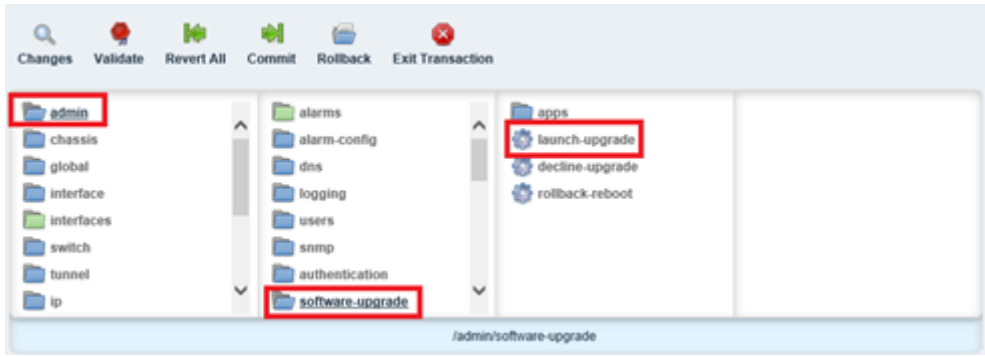 Changes Validate Revert All Commit Rollback Exit Transaction
admin
chassis
global
interface
interfaces
switch
tunnel
ip
alarms
alarm-config
dns
logging
users
snmp
authentication
software-upgrade
apps
launch-upgrade
decline-upgrade
rollback-reboot
/admin/software-upgrade